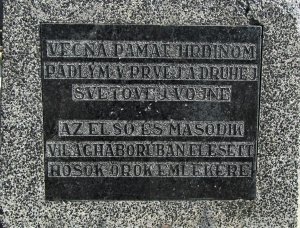 VEČNÁ PAMÄŤ HRDINOM
PADLÝM V PRVEJ A DRUHEJ
SVETOVEJ VOJNE
AZ ELSŐ ÉS MÁSODIK
VILÁGHÁBORÚBAN ELESETT
HŐSÖK ÖRÖK EMLÉKÉRE